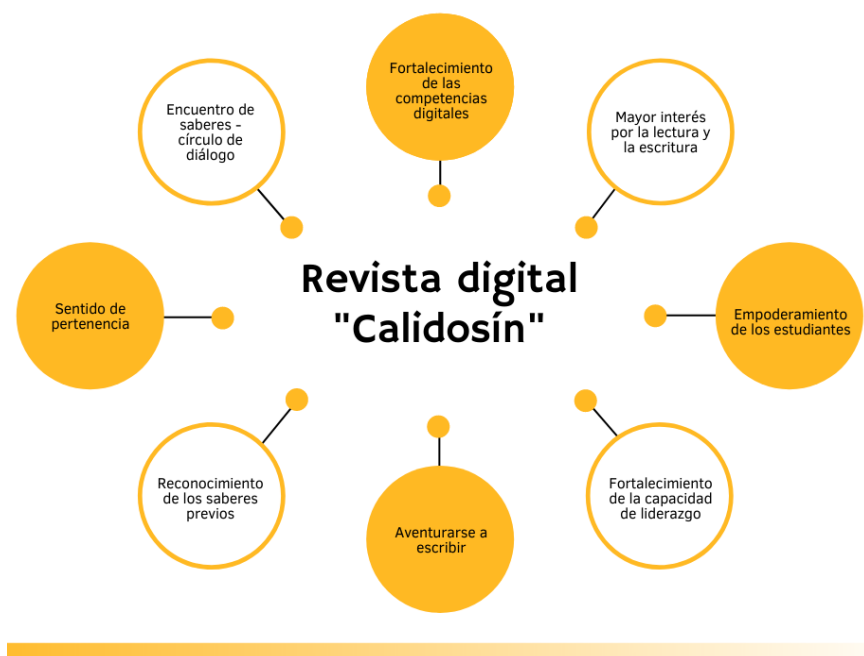 Fortalecimiento
de las
competencias
digitales
Encuentro de
saberes -
círculo de
diálogo
Mayor interés
por la lectura y
la escritura
Revista digital
"Calidosín"
Sentido de
pertenencia
Empoderamiento
de los estudiantes
Reconocimiento
de los saberes
previos
Aventurarse a
escribir
Fortalecimiento
de la capacidad
de liderazgo